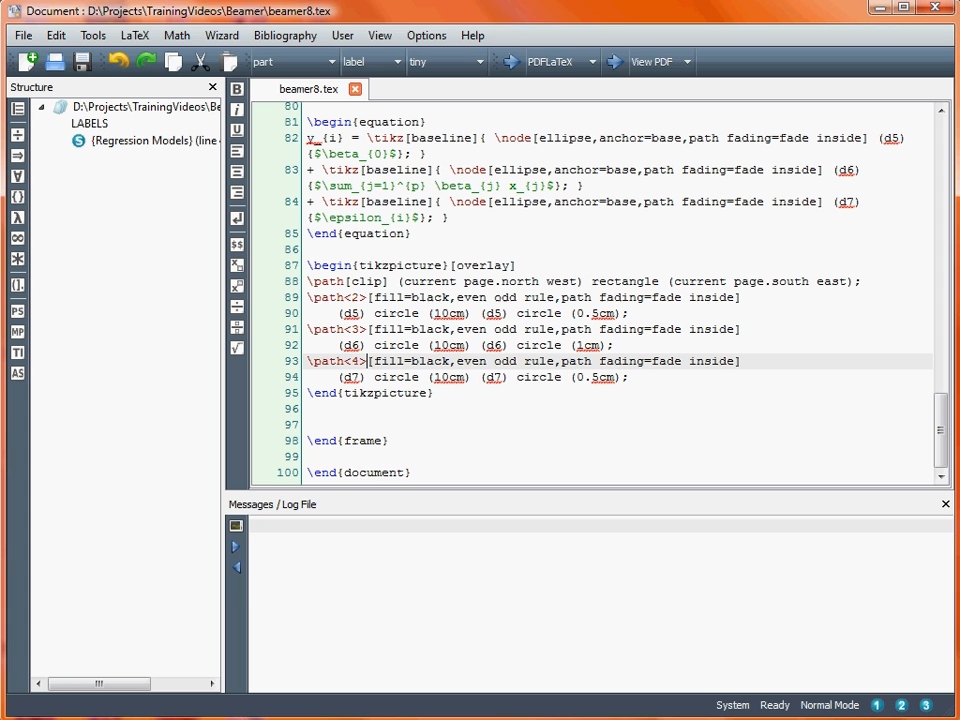 Document : D:\Projects\TrainingVideos\Beamer\beamer8.tex
File Edit Tools LaTeX Math Wizard Bibliography User View Options Help
part label tiny PDFLaTeX View PDF
Structure
beamer8.tex
D:\Projects\TrainingVideos\Be
LABELS
{Regression Models} (line
80
81 \begin{equation}
82 y_{i} = \tikz[baseline]{ \node[ellipse,anchor=base,path fading=fade inside] (d5)
{$\beta_{0}$}; }
83 + \tikz[baseline]{ \node[ellipse,anchor=base,path fading=fade inside] (d6)
{$\sum_{j=1}^{p} \beta_{j} x_{j}$}; }
84 + \tikz[baseline]{ \node[ellipse,anchor=base,path fading=fade inside] (d7)
{$\epsilon_{i}$}; }
85 \end{equation}
86
87 \begin{tikzpicture}[overlay]
88 \path[clip] (current page.north west) rectangle (current page.south east);
89 \path<2>[fill=black,even odd rule,path fading=fade inside]
90 (d5) circle (10cm) (d5) circle (0.5cm);
91 \path<3>[fill=black,even odd rule,path fading=fade inside]
92 (d6) circle (10cm) (d6) circle (1cm);
93 \path<4>[fill=black,even odd rule,path fading=fade inside]
94 (d7) circle (10cm) (d7) circle (0.5cm);
95 \end{tikzpicture}
96
97
98 \end{frame}
99
100 \end{document}
Messages / Log File
System Ready Normal Mode 1 2 3